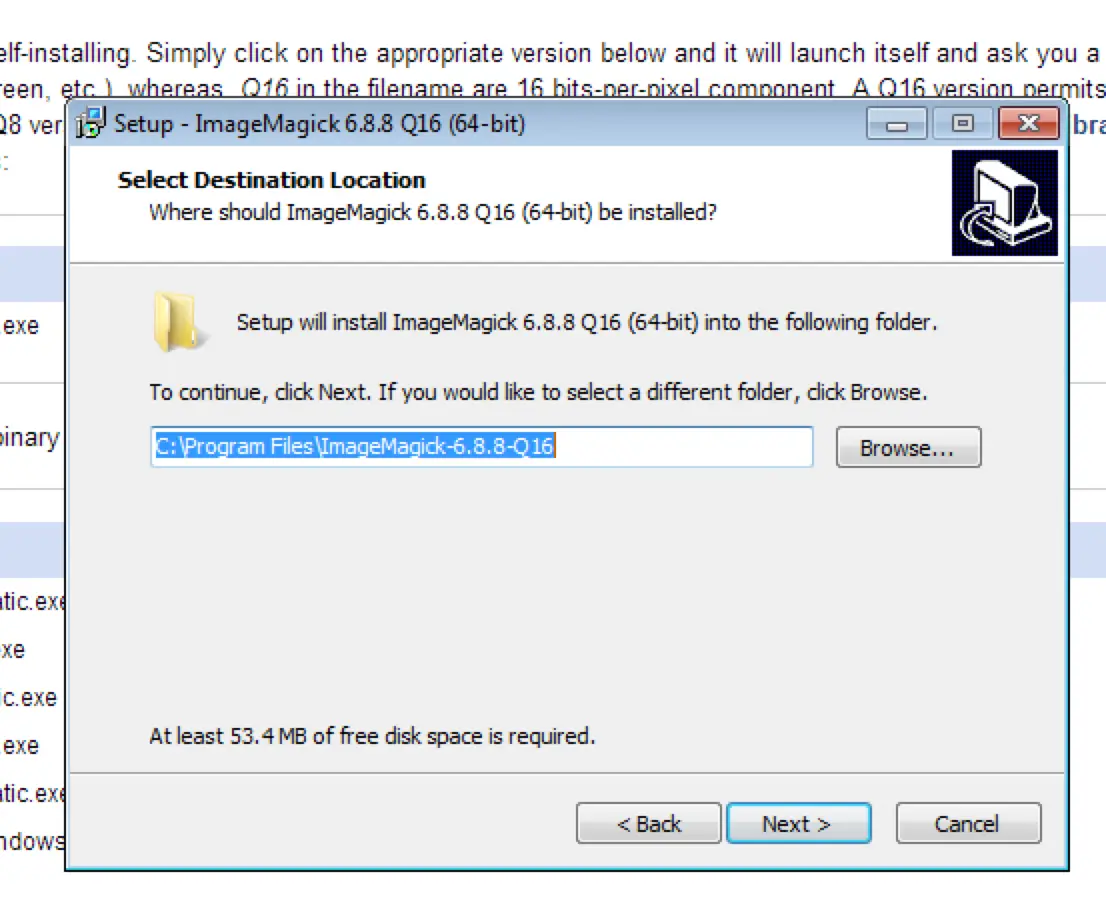 elf-installing. Simply click on the appropriate version below and it will launch itself and ask you a
etc.), whereas, Q16 in the filename are 16 bits-per-pixel component. A Q16 version permits
Q8
Setup - ImageMagick 6.8.8 Q16 (64-bit)
Select Destination Location
Where should ImageMagick 6.8.8 Q16 (64-bit) be installed?
.exe
Setup will install ImageMagick 6.8.8 Q16 (64-bit) into the following folder.
To continue, click Next. If you would like to select a different folder, click Browse.
binary
C:\Program Files\ImageMagick-6.8.8-Q16
Browse...
atic.exe
xe
ic.exe
At least 53.4 MB of free disk space is required.
.exe
atic.exe
< Back
Next >
Cancel
ndows